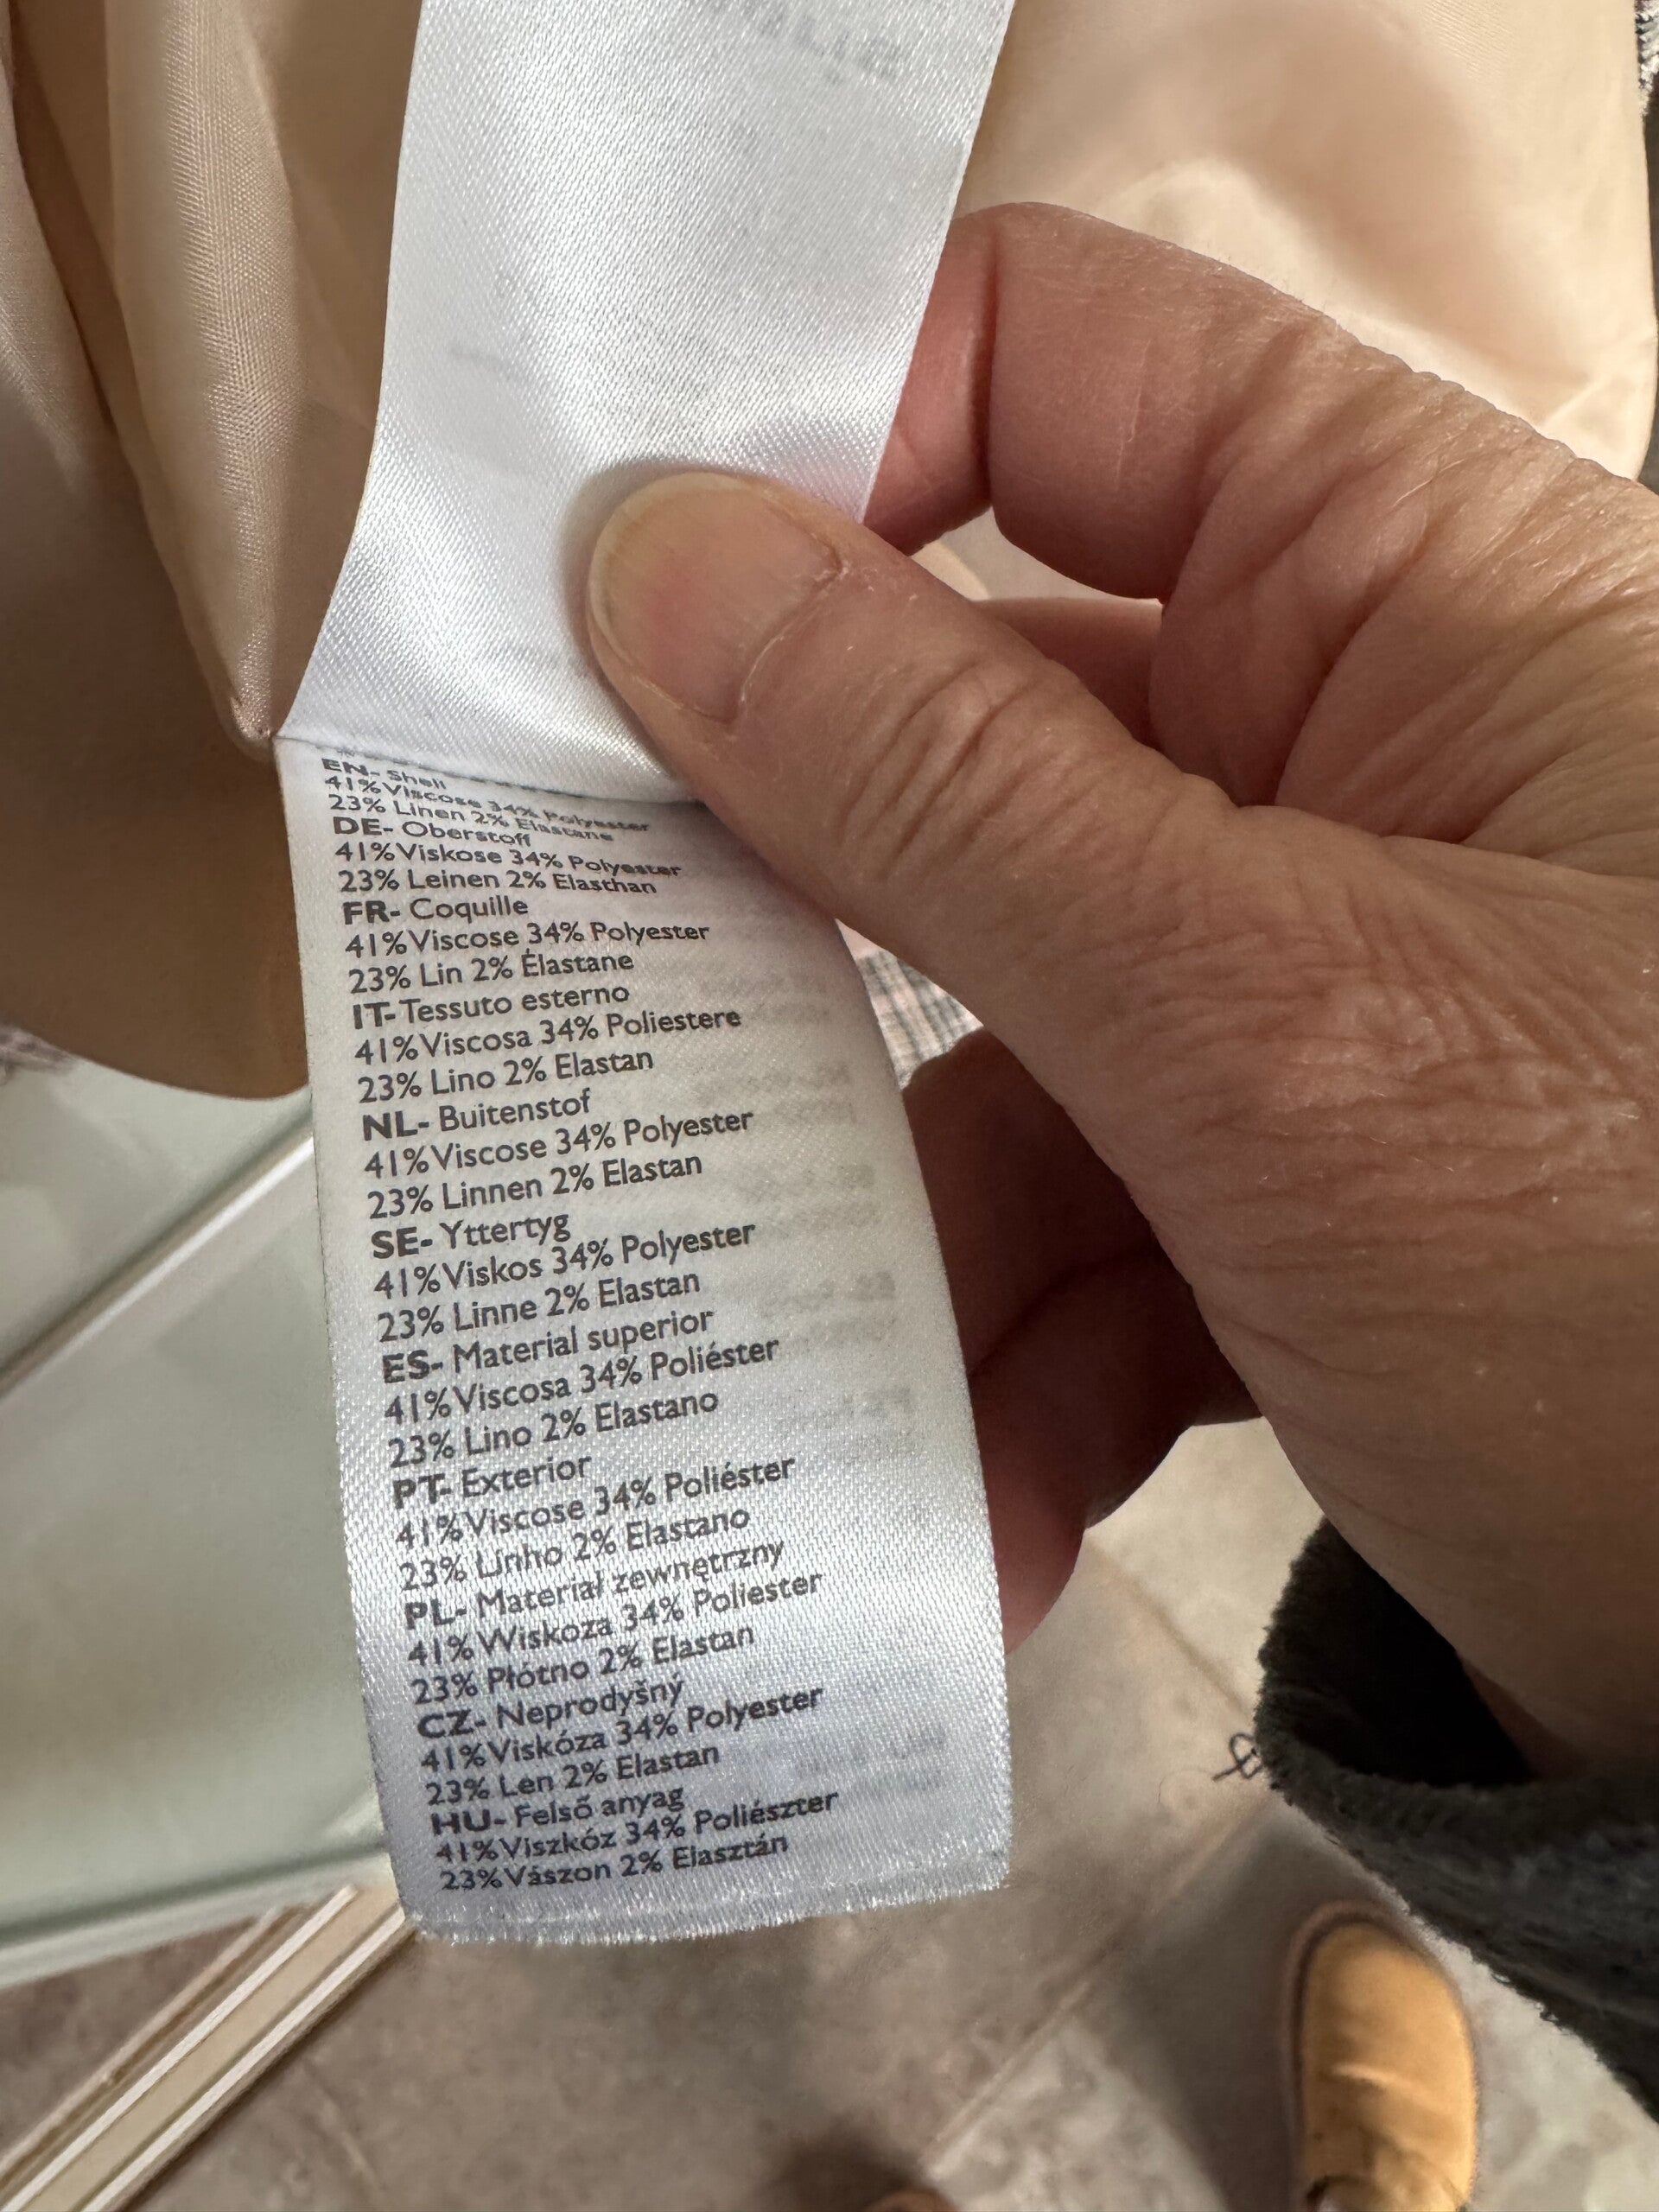 EN- Shell
41% Viscose 34% Polyester
23% Linen 2% Elastane
DE- Oberstoff
41% Viskose 34% Polyester
23% Leinen 2% Elasthan
FR- Coquille
41% Viscose 34% Polyester
23% Lin 2% Élastane
IT- Tessuto esterno
41% Viscosa 34% Poliestere
23% Lino 2% Elastan
NL- Buitenstof
41% Viscose 34% Polyester
23% Linnen 2% Elastan
SE- Yttertyg
41% Viskos 34% Polyester
23% Linne 2% Elastan
ES- Material superior
41% Viscosa 34% Poliéster
23% Lino 2% Elastano
PT- Exterior
41% Viscose 34% Poliéster
23% Linho 2% Elastano
PL- Materiał zewnętrzny
41% Wiskoza 34% Poliester
23% Płótno 2% Elastan
CZ- Neprodyšný
41% Viskóza 34% Polyester
23% Len 2% Elastan
HU- Felső anyag
41% Viszkóz 34% Poliészter
23% Vászon 2% Elasztán